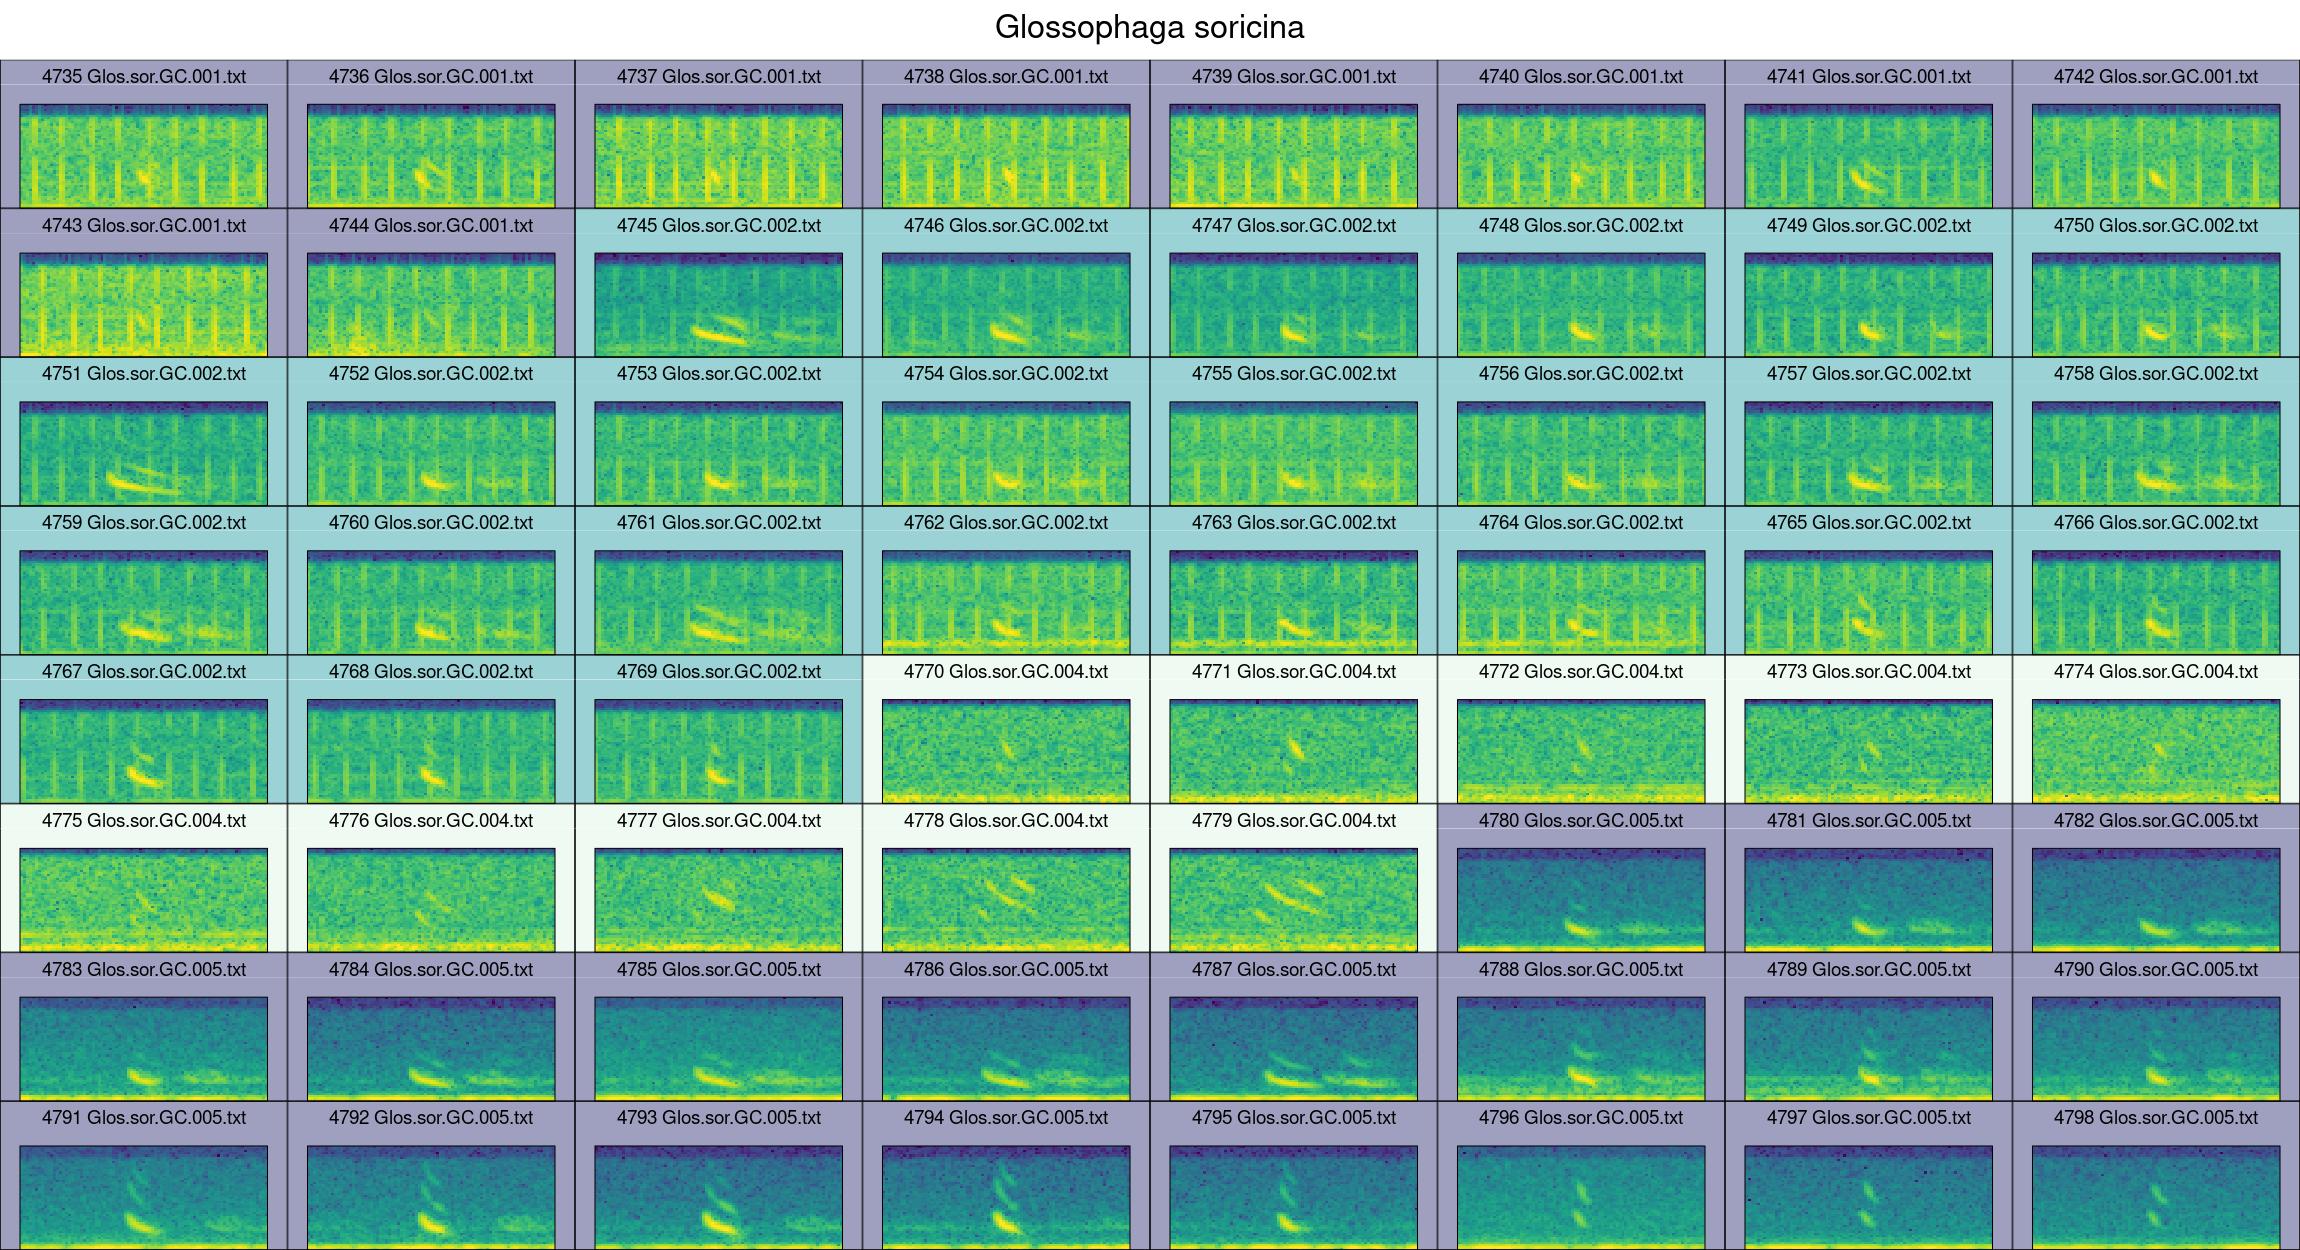 Glossophaga soricina
4735 Glos.sor.GC.001.txt 4736 Glos.sor.GC.001.txt 4737 Glos.sor.GC.001.txt 4738 Glos.sor.GC.001.txt 4739 Glos.sor.GC.001.txt 4740 Glos.sor.GC.001.txt 4741 Glos.sor.GC.001.txt 4742 Glos.sor.GC.001.txt
4743 Glos.sor.GC.001.txt 4744 Glos.sor.GC.001.txt 4745 Glos.sor.GC.002.txt 4746 Glos.sor.GC.002.txt 4747 Glos.sor.GC.002.txt 4748 Glos.sor.GC.002.txt 4749 Glos.sor.GC.002.txt 4750 Glos.sor.GC.002.txt
4751 Glos.sor.GC.002.txt 4752 Glos.sor.GC.002.txt 4753 Glos.sor.GC.002.txt 4754 Glos.sor.GC.002.txt 4755 Glos.sor.GC.002.txt 4756 Glos.sor.GC.002.txt 4757 Glos.sor.GC.002.txt 4758 Glos.sor.GC.002.txt
4759 Glos.sor.GC.002.txt 4760 Glos.sor.GC.002.txt 4761 Glos.sor.GC.002.txt 4762 Glos.sor.GC.002.txt 4763 Glos.sor.GC.002.txt 4764 Glos.sor.GC.002.txt 4765 Glos.sor.GC.002.txt 4766 Glos.sor.GC.002.txt
4767 Glos.sor.GC.002.txt 4768 Glos.sor.GC.002.txt 4769 Glos.sor.GC.002.txt 4770 Glos.sor.GC.004.txt 4771 Glos.sor.GC.004.txt 4772 Glos.sor.GC.004.txt 4773 Glos.sor.GC.004.txt 4774 Glos.sor.GC.004.txt
4775 Glos.sor.GC.004.txt 4776 Glos.sor.GC.004.txt 4777 Glos.sor.GC.004.txt 4778 Glos.sor.GC.004.txt 4779 Glos.sor.GC.004.txt 4780 Glos.sor.GC.005.txt 4781 Glos.sor.GC.005.txt 4782 Glos.sor.GC.005.txt
4783 Glos.sor.GC.005.txt 4784 Glos.sor.GC.005.txt 4785 Glos.sor.GC.005.txt 4786 Glos.sor.GC.005.txt 4787 Glos.sor.GC.005.txt 4788 Glos.sor.GC.005.txt 4789 Glos.sor.GC.005.txt 4790 Glos.sor.GC.005.txt
4791 Glos.sor.GC.005.txt 4792 Glos.sor.GC.005.txt 4793 Glos.sor.GC.005.txt 4794 Glos.sor.GC.005.txt 4795 Glos.sor.GC.005.txt 4796 Glos.sor.GC.005.txt 4797 Glos.sor.GC.005.txt 4798 Glos.sor.GC.005.txt